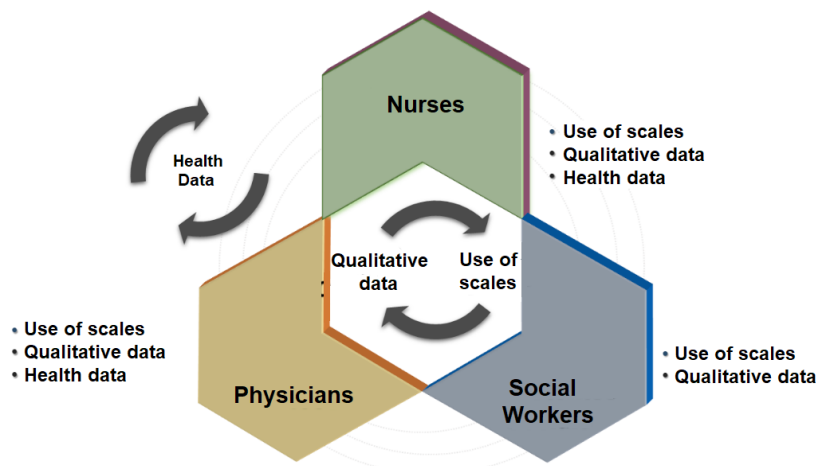 Nurses
• Use of scales
• Qualitative data
• Health data
Health
Data
Qualitative
data
Use of
scales
• Use of scales
• Qualitative data
• Health data
Physicians
Social
Workers
• Use of scales
• Qualitative data